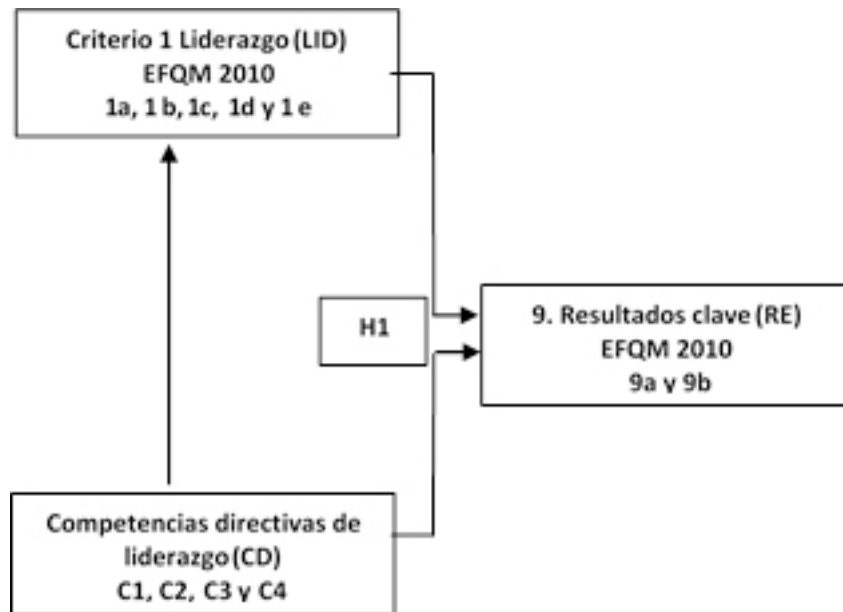 Criterio 1 Liderazgo (LID)
EFQM 2010
1a, 1 b, 1c, 1d y 1 e
H1
9. Resultados clave (RE)
EFQM 2010
9a y 9b
Competencias directivas de
liderazgo (CD)
C1, C2, C3 y C4